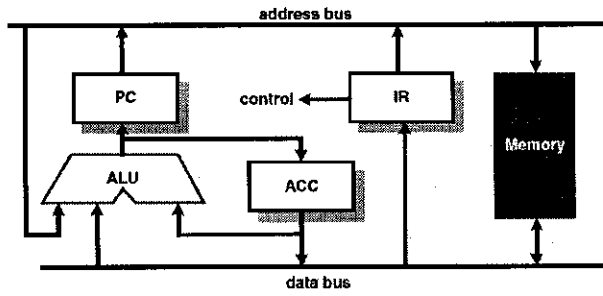 address bus
PC
control
IR
Memory
ALU
ACC
data bus